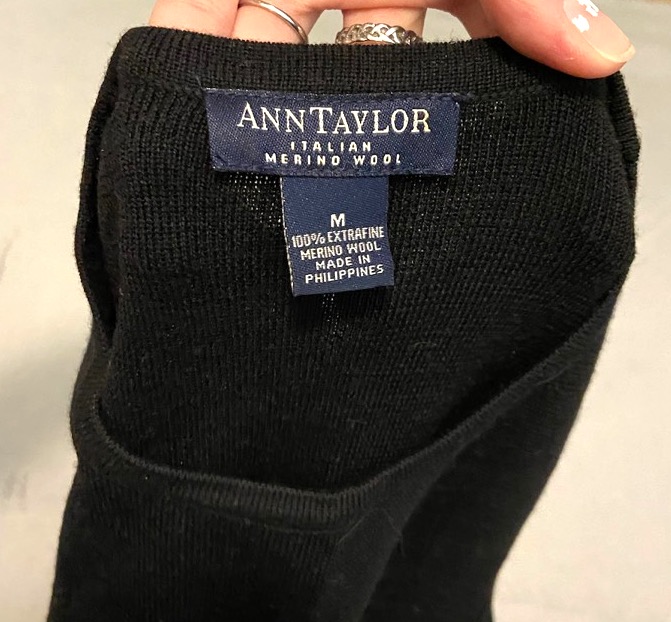 ANNTAYLOR
ITALIAN
MERINO WOOL
M
100% EXTRAFINE
MERINO WOOL
MADE IN
PHILIPPINES